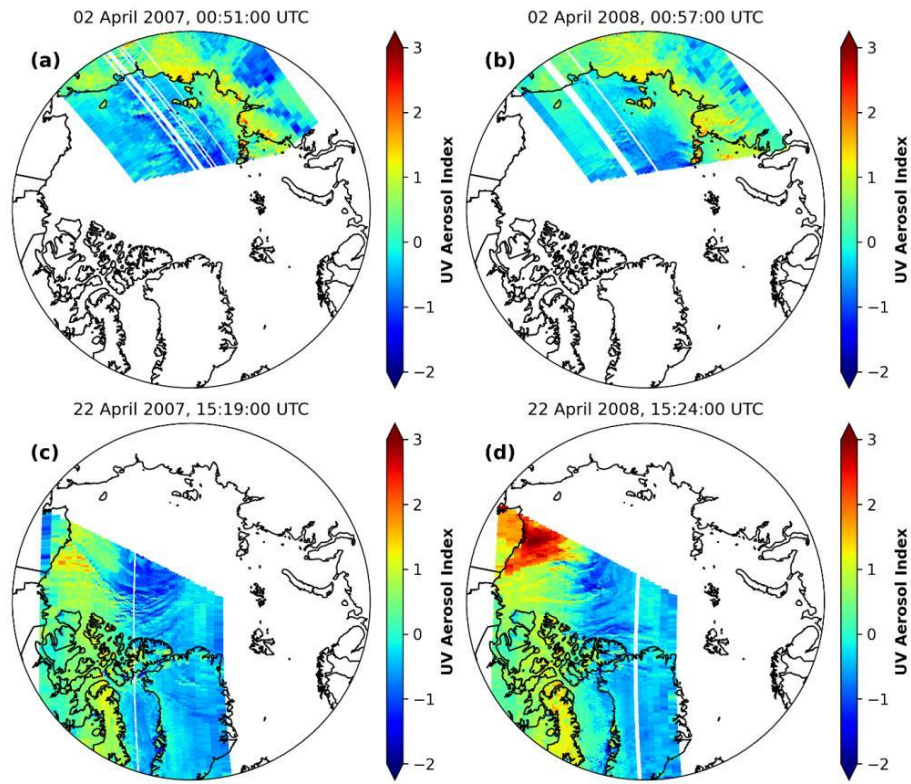 02 April 2007, 00:51:00 UTC
(a)
3
2
1
0
−1
−2
UV Aerosol Index
02 April 2008, 00:57:00 UTC
(b)
3
2
1
0
−1
−2
UV Aerosol Index
22 April 2007, 15:19:00 UTC
(c)
3
2
1
0
−1
−2
UV Aerosol Index
22 April 2008, 15:24:00 UTC
(d)
3
2
1
0
−1
−2
UV Aerosol Index